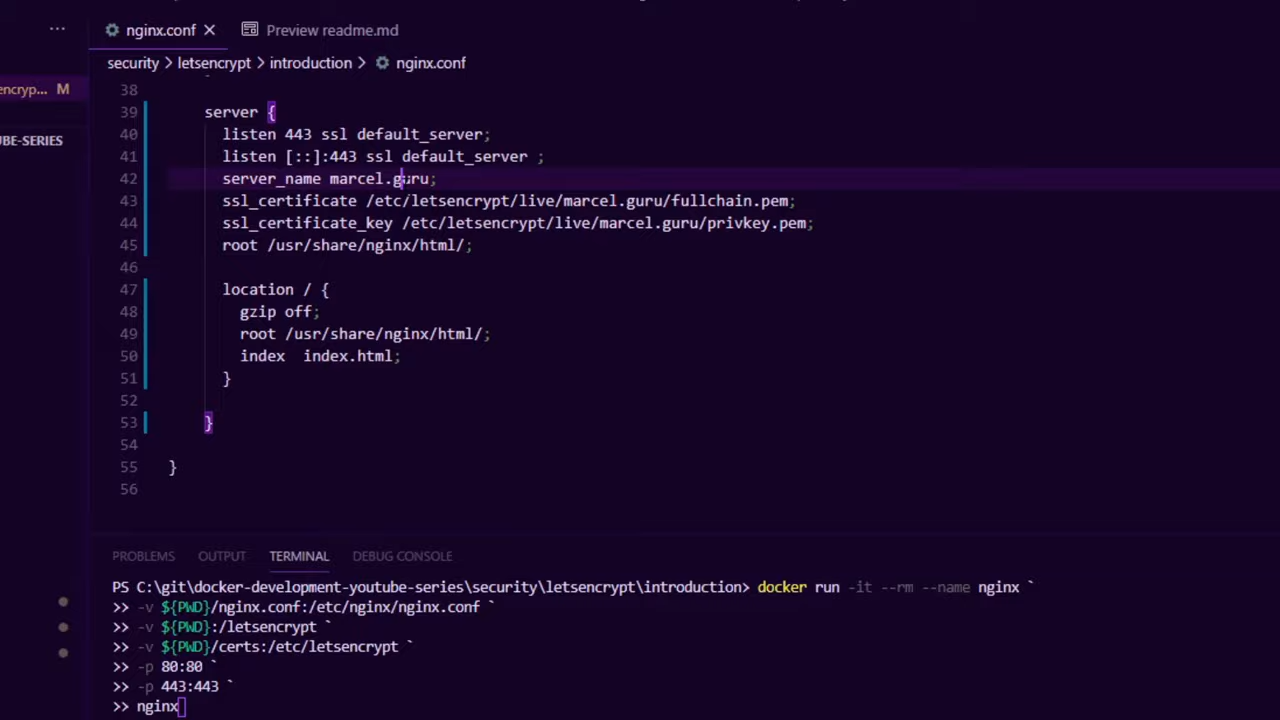 nginx.conf
Preview readme.md
security > letsencrypt > introduction > nginx.conf
encryp... M
UBE-SERIES
38
39 server {
40 listen 443 ssl default_server;
41 listen [::]:443 ssl default_server ;
42 server_name marcel.guru;
43 ssl_certificate /etc/letsencrypt/live/marcel.guru/fullchain.pem;
44 ssl_certificate_key /etc/letsencrypt/live/marcel.guru/privkey.pem;
45 root /usr/share/nginx/html/;
46
47 location / {
48 gzip off;
49 root /usr/share/nginx/html/;
50 index  index.html;
51 }
52
53 }
54
55 }
56
PROBLEMS OUTPUT TERMINAL DEBUG CONSOLE
PS C:\git\docker-development-youtube-series\security\letsencrypt\introduction> docker run -it --rm --name nginx `
>> -v ${PWD}/nginx.conf:/etc/nginx/nginx.conf `
>> -v ${PWD}:/letsencrypt `
>> -v ${PWD}/certs:/etc/letsencrypt `
>> -p 80:80 `
>> -p 443:443 `
>> nginx